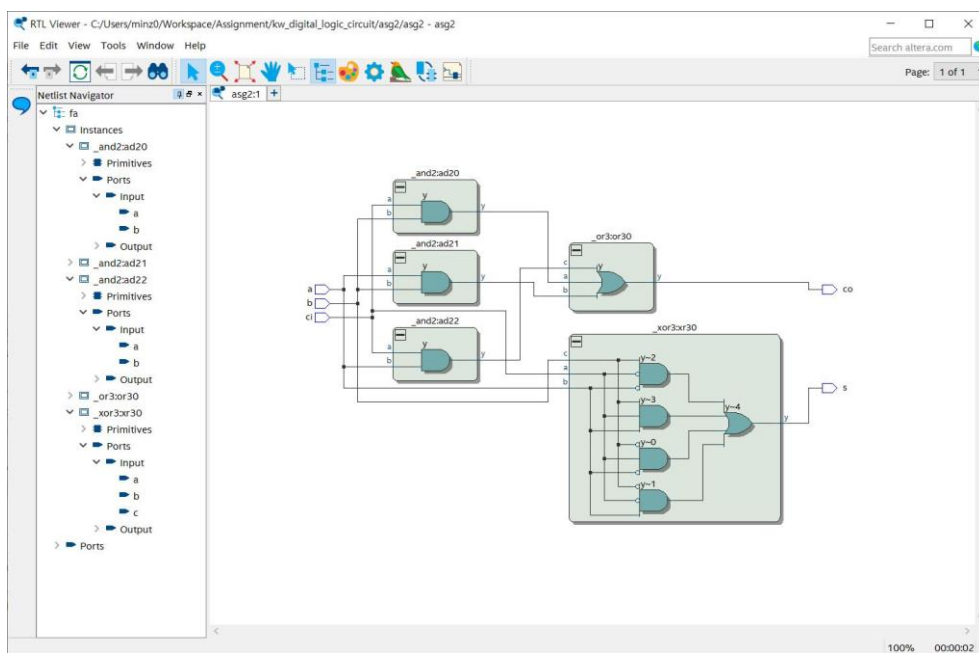 RTL Viewer - C:/Users/minz0/Workspace/Assignment/kw_digital_logic_circuit/asg2/asg2 - asg2
File Edit View Tools Window Help
Search altera.com
Page: 1 of 1
Netlist Navigator
asg2:1
fa
Instances
_and2:ad20
Primitives
Ports
Input
a
b
Output
_and2:ad21
_and2:ad22
Primitives
Ports
Input
a
b
Output
_or3:or30
_xor3:xr30
Primitives
Ports
Input
a
b
c
Output
Ports
_and2:ad20
y
a
b
y
_and2:ad21
y
a
b
y
_and2:ad22
y
a
b
y
a
b
ci
_or3:or30
c
a
b
y
y
co
_xor3:xr30
c
a
b
y~2
y~3
y~0
y~1
y~4
y
s
100% 00:00:02